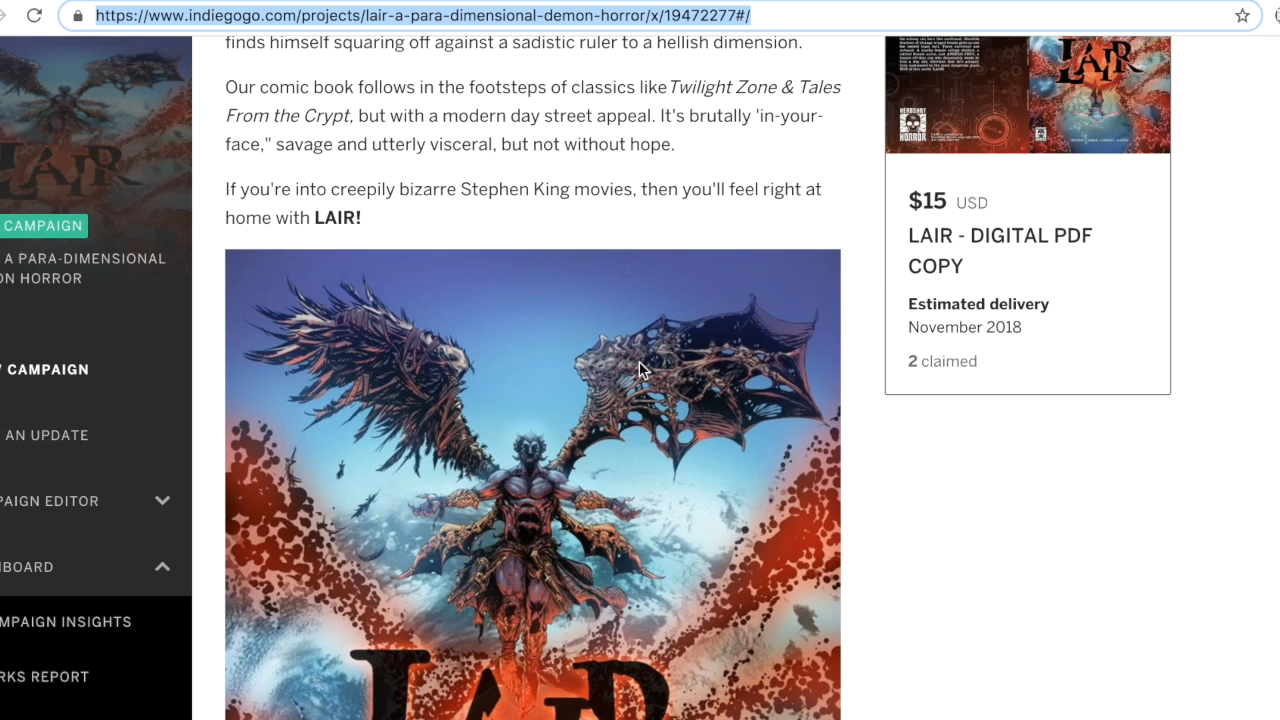 https://www.indiegogo.com/projects/lair-a-para-dimensional-demon-horror/x/19472277#/
LAIR
CAMPAIGN
A PARA-DIMENSIONAL
ON HORROR
CAMPAIGN
AN UPDATE
PAIGN EDITOR
HBOARD
MPAIGN INSIGHTS
RKS REPORT
finds himself squaring off against a sadistic ruler to a hellish dimension.
Our comic book follows in the footsteps of classics like Twilight Zone & Tales
From the Crypt, but with a modern day street appeal. It's brutally 'in-your-
face," savage and utterly visceral, but not without hope.
If you're into creepily bizarre Stephen King movies, then you'll feel right at
home with LAIR!
LAIR
LAIR
HEADSHOT
HORROR
$15 USD
LAIR - DIGITAL PDF
COPY
Estimated delivery
November 2018
2 claimed